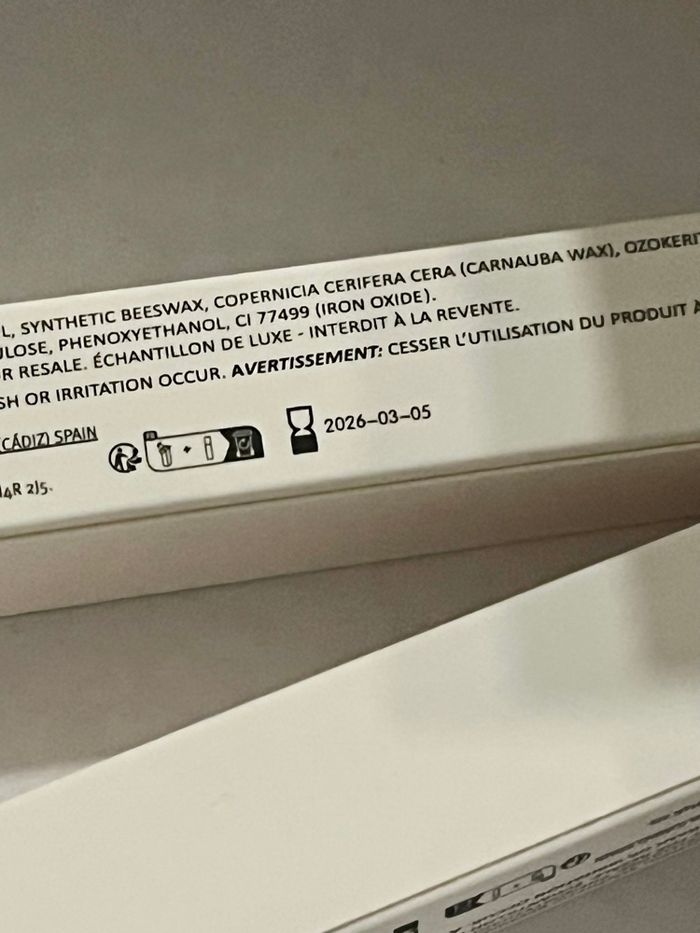 L, SYNTHETIC BEESWAX, COPERNICIA CERIFERA CERA (CARNAUBA WAX), OZOKERIT
ULOSE, PHENOXYETHANOL, CI 77499 (IRON OXIDE).
R RESALE. ÉCHANTILLON DE LUXE - INTERDIT À LA REVENTE.
SH OR IRRITATION OCCUR. AVERTISSEMENT: CESSER L'UTILISATION DU PRODUIT À
(CÁDIZ) SPAIN
2026-03-05
4R 2J5.